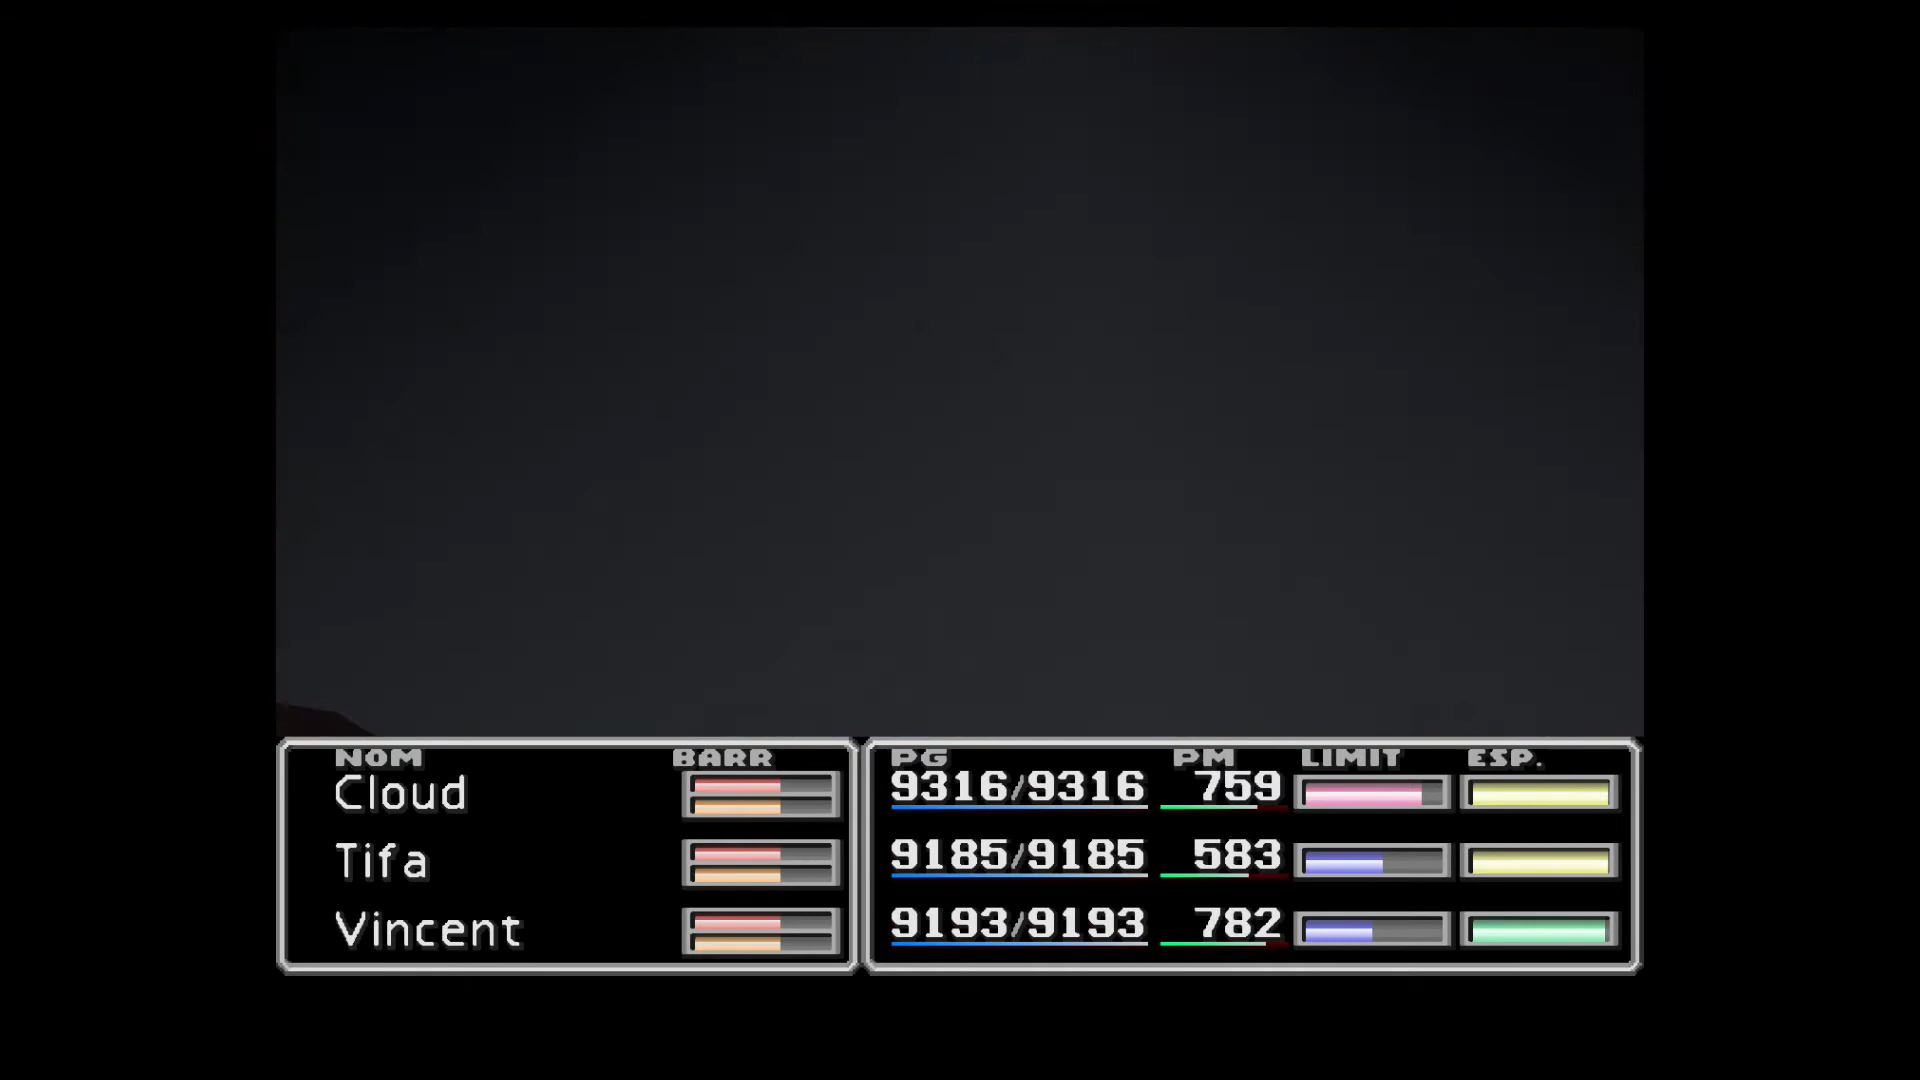 NOM BARR PG PM LIMIT ESP.
Cloud 9316/9316 759
Tifa 9185/9185 583
Vincent 9193/9193 782